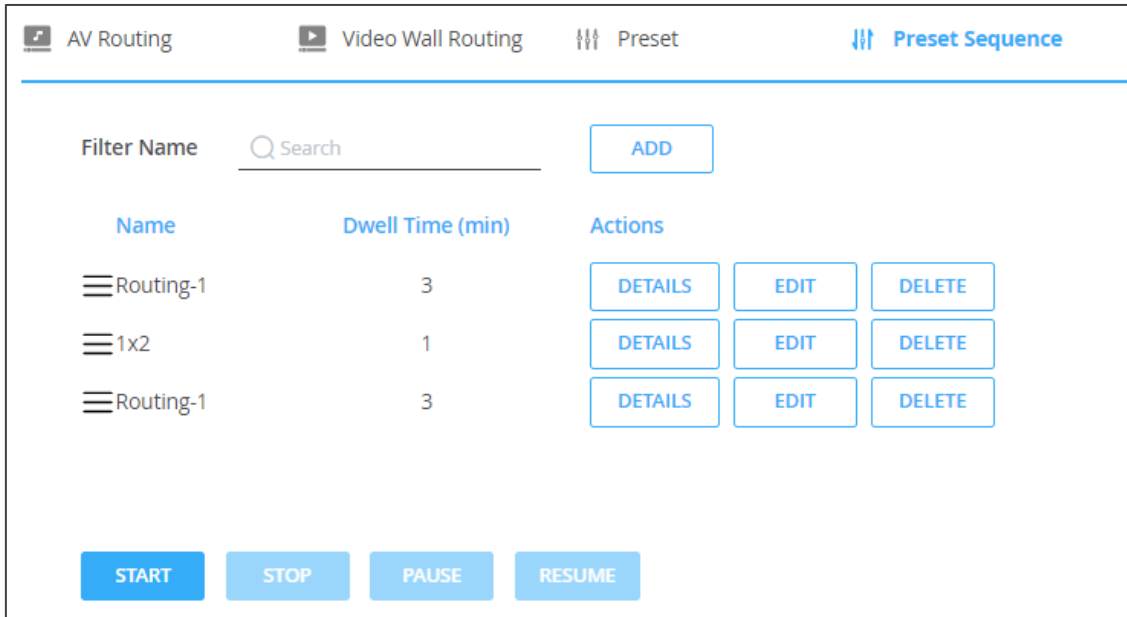 AV Routing Video Wall Routing Preset Preset Sequence
Filter Name Search ADD
Name Dwell Time (min) Actions
Routing-1 3 DETAILS EDIT DELETE
1x2 1 DETAILS EDIT DELETE
Routing-1 3 DETAILS EDIT DELETE
START STOP PAUSE RESUME